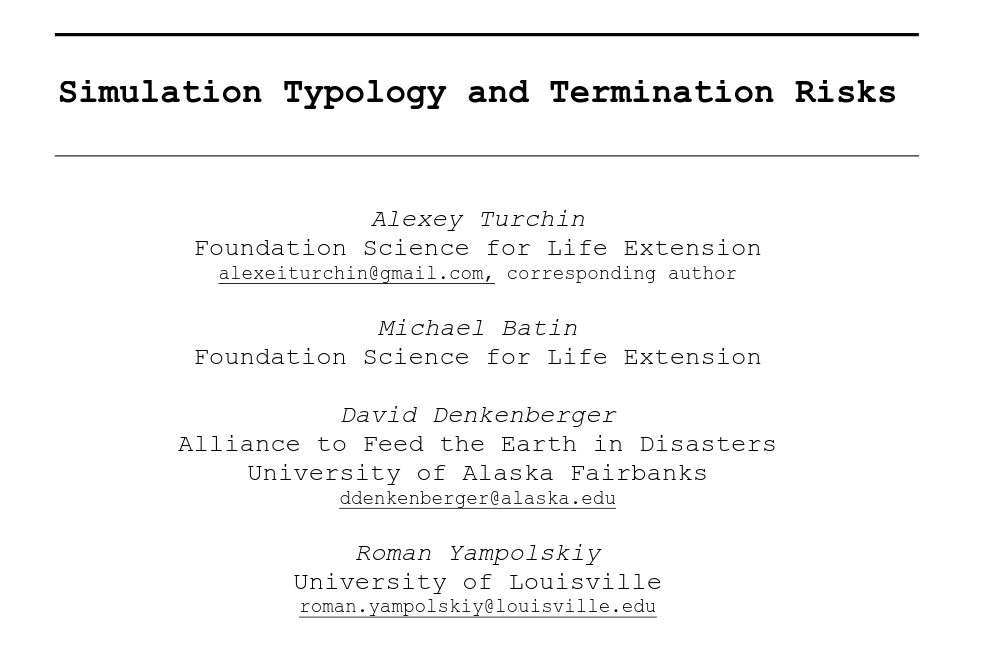 Simulation Typology and Termination Risks
Alexey Turchin
Foundation Science for Life Extension
alexeiturchin@gmail.com, corresponding author
Michael Batin
Foundation Science for Life Extension
David Denkenberger
Alliance to Feed the Earth in Disasters
University of Alaska Fairbanks
ddenkenberger@alaska.edu
Roman Yampolskiy
University of Louisville
roman.yampolskiy@louisville.edu